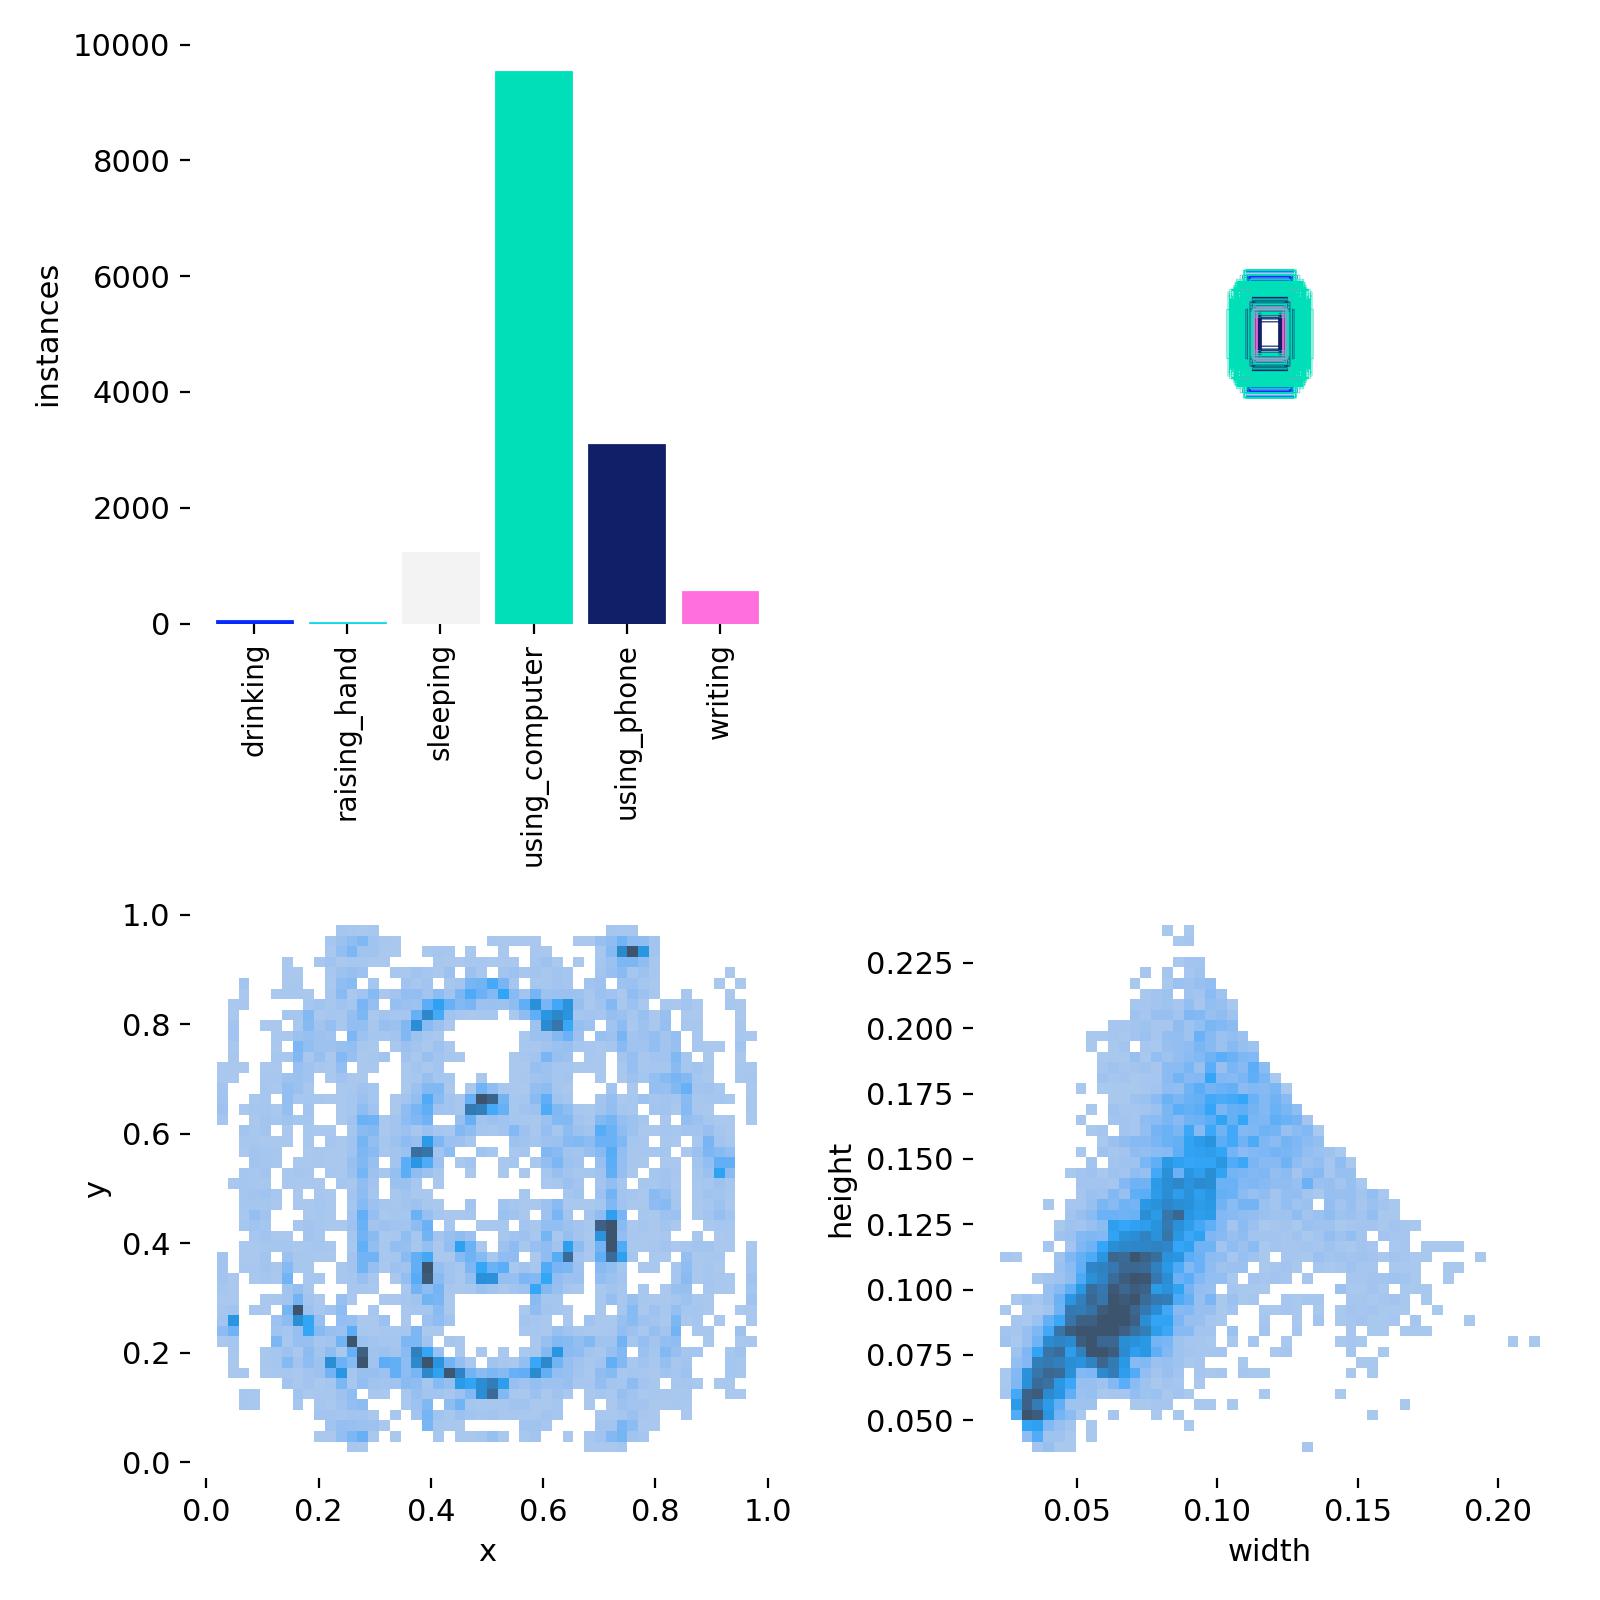 10000
8000
6000
4000
2000
0
instances
drinking
raising_hand
sleeping
using_computer
using_phone
writing
1.0
0.8
0.6
0.4
0.2
0.0
y
0.0 0.2 0.4 0.6 0.8 1.0
x
0.225
0.200
0.175
0.150
0.125
0.100
0.075
0.050
height
0.05 0.10 0.15 0.20
width